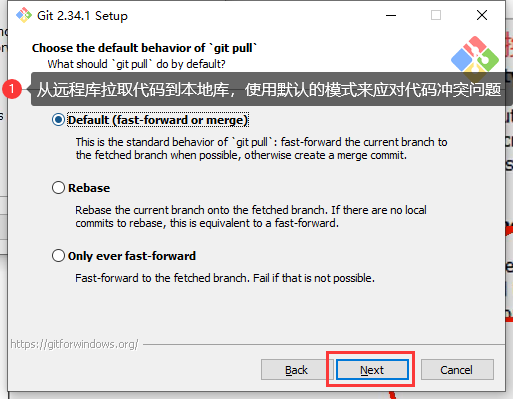 Git 2.34.1 Setup
Choose the default behavior of `git pull`
What should `git pull` do by default?
1 从远程库拉取代码到本地库，使用默认的模式来应对代码冲突问题
Default (fast-forward or merge)
This is the standard behavior of `git pull`: fast-forward the current branch to
the fetched branch when possible, otherwise create a merge commit.
Rebase
Rebase the current branch onto the fetched branch. If there are no local
commits to rebase, this is equivalent to a fast-forward.
Only ever fast-forward
Fast-forward to the fetched branch. Fail if that is not possible.
https://gitforwindows.org/
Back Next Cancel